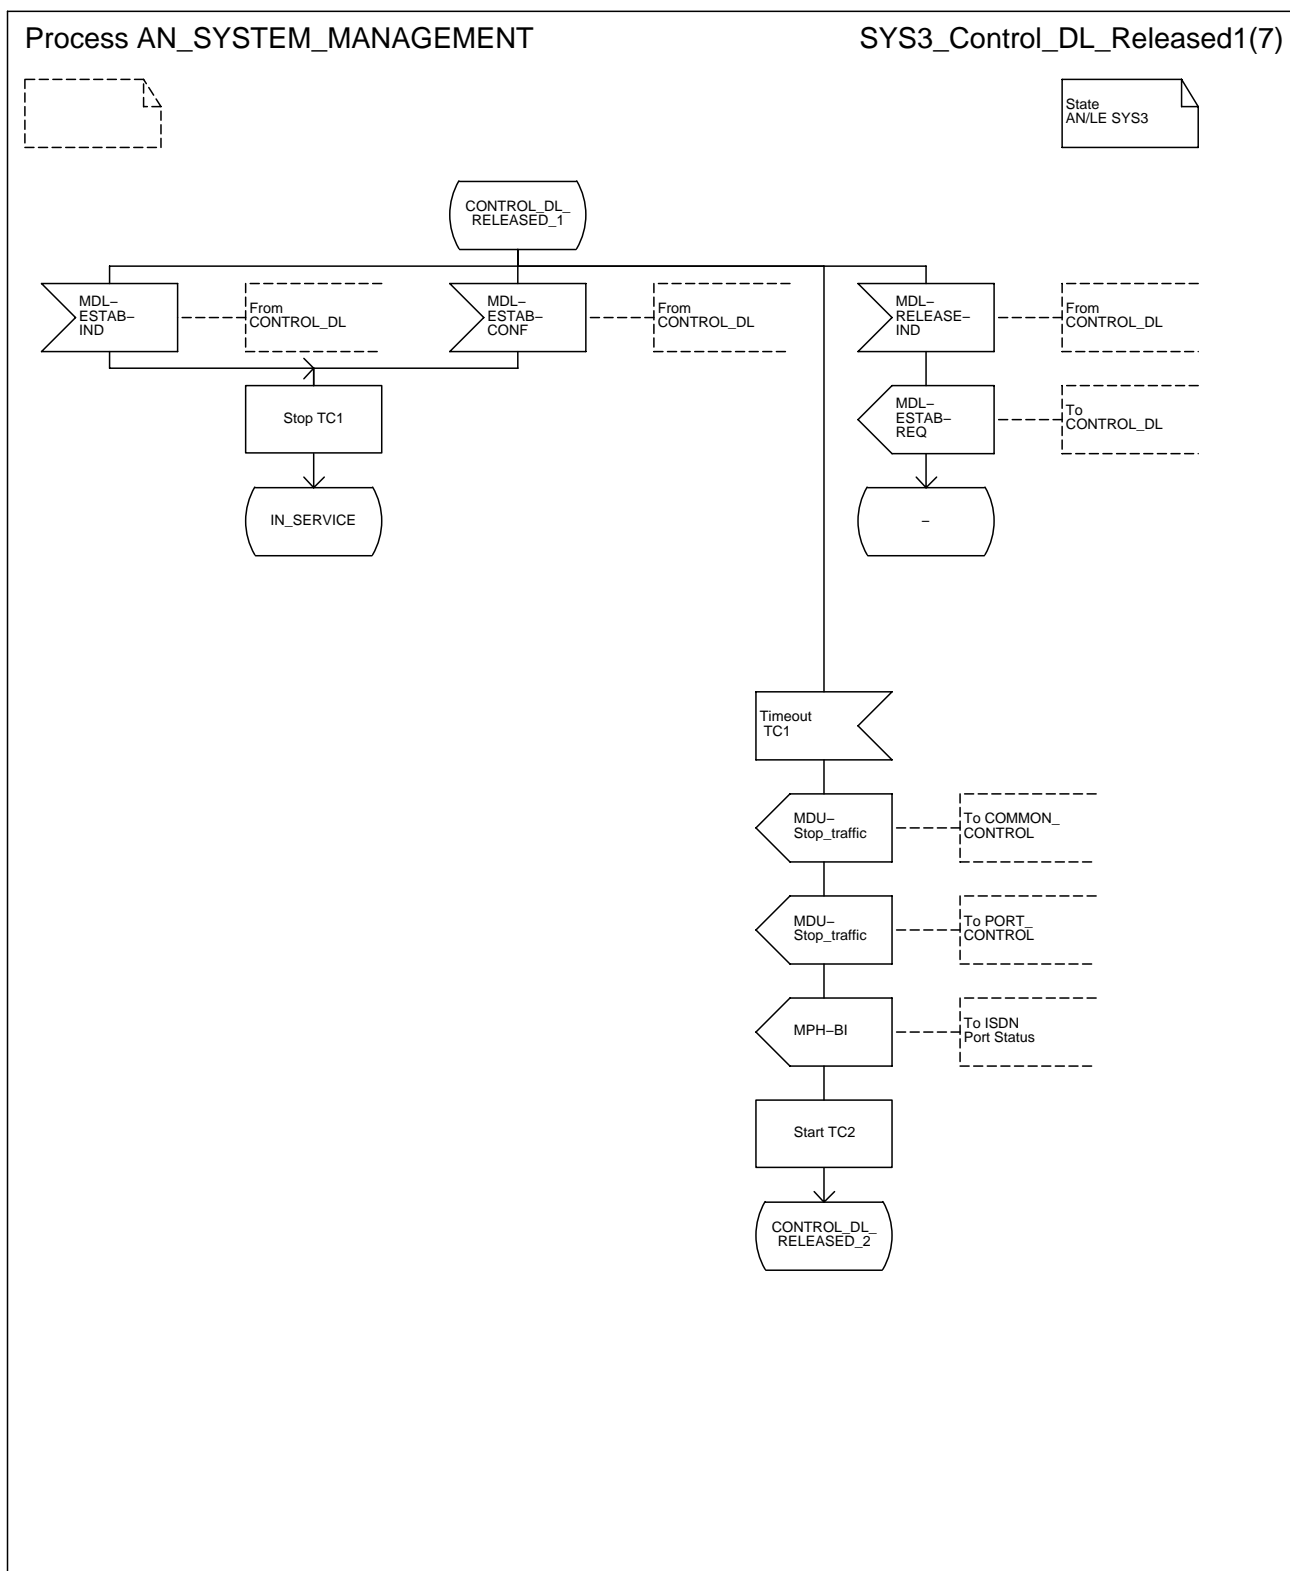 Process AN_SYSTEM_MANAGEMENT
SYS3_Control_DL_Released1(7)
State
AN/LE SYS3
CONTROL_DL_
RELEASED_1
MDL–
ESTAB–
IND
From
CONTROL_DL
MDL–
ESTAB–
CONF
From
CONTROL_DL
MDL–
RELEASE–
IND
From
CONTROL_DL
Stop TC1
MDL–
ESTAB–
REQ
To
CONTROL_DL
IN_SERVICE
–
Timeout
TC1
MDU–
Stop_traffic
To COMMON_
CONTROL
MDU–
Stop_traffic
To PORT_
CONTROL
MPH–BI
To ISDN
Port Status
Start TC2
CONTROL_DL_
RELEASED_2